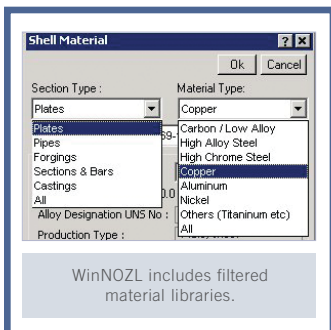 Shell Material
Ok Cancel
Section Type : Material Type:
Plates Copper
Plates
Pipes
Forgings
Sections & Bars
Castings
All
Carbon / Low Alloy
High Alloy Steel
High Chrome Steel
Copper
Aluminum
Nickel
Others (Titaninum etc)
All
Alloy Designation UNS No :
Production Type :
WinNOZL includes filtered
material libraries.